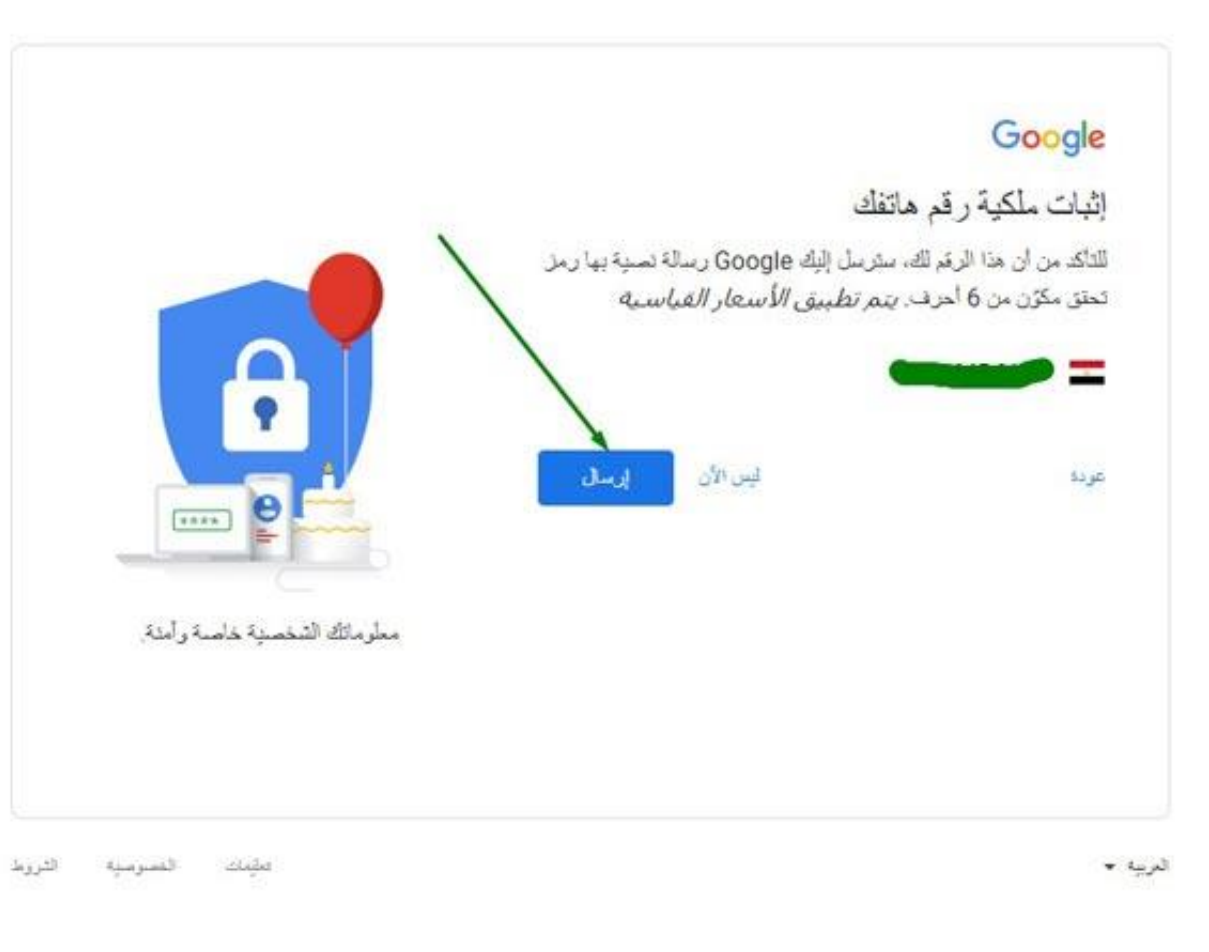 Google
إثبات ملكية رقم هاتفك
للتأكد من أن هذا الرقم لك، سترسل إليك Google رسالة نصية بها رمز
تحقق مكوّن من 6 أحرف. يتم تطبيق الأسعار القياسية
عودة ليس الآن إرسال
****
معلوماتك الشخصية خاصة وآمنة.
العربية تعليمات الخصوصية الشروط